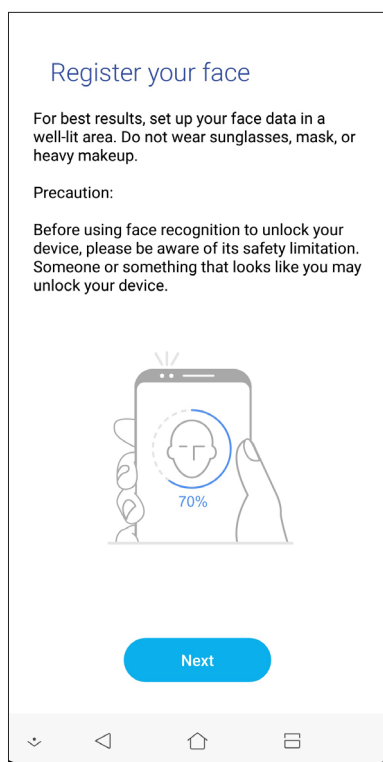 Register your face
For best results, set up your face data in a
well-lit area. Do not wear sunglasses, mask, or
heavy makeup.
Precaution:
Before using face recognition to unlock your
device, please be aware of its safety limitation.
Someone or something that looks like you may
unlock your device.
70%
Next